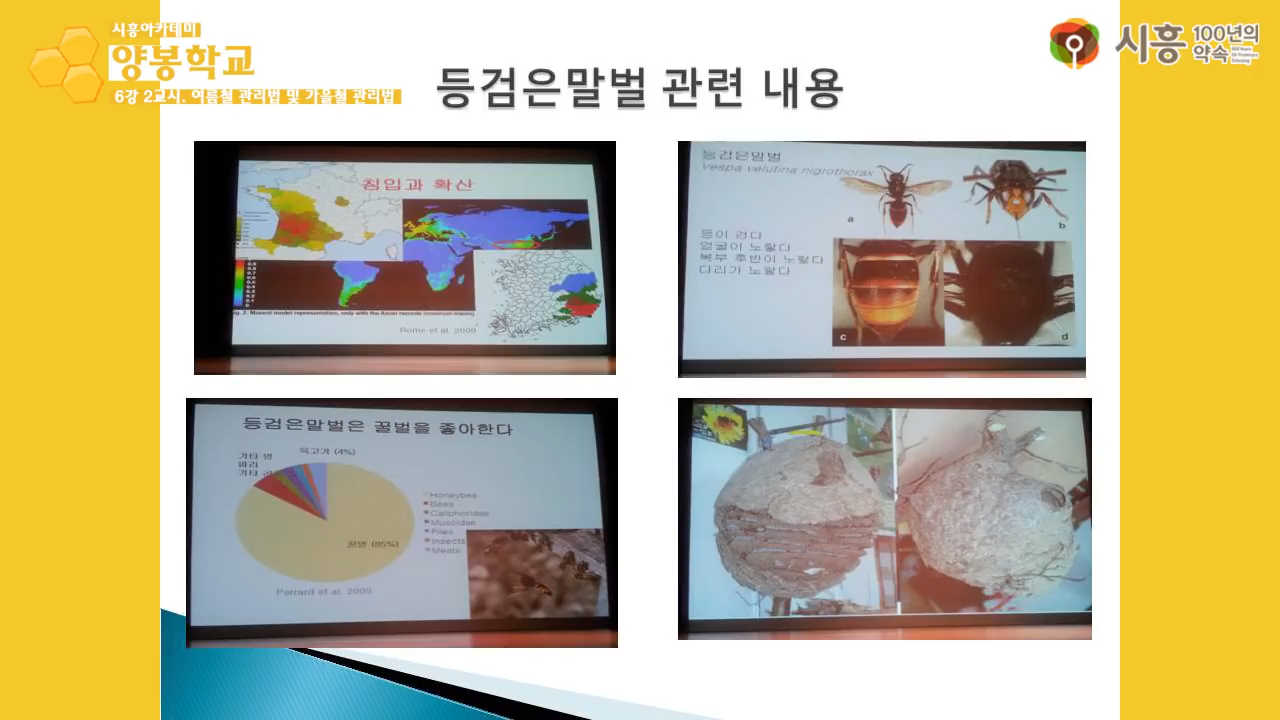 시흥아카데미
양봉학교
6강 2교시. 여름철 관리법 및 가을철 관리법
시흥 100년의 약속
등검은말벌 관련 내용
침입과 확산
Rome et al. 2009
등검은말벌
Vespa velutina nigrothorax
a
b
등이 검다
얼굴이 노랗다
복부 후반이 노랗다
다리가 노랗다
c
d
등검은말벌은 꿀벌을 좋아한다
육고기 (4%)
기타 벌
파리
기타
꿀벌 (85%)
Honeybee
Bees
Caliphoridae
Muscidae
Flies
Insects
Meats
Perrard et al. 2009